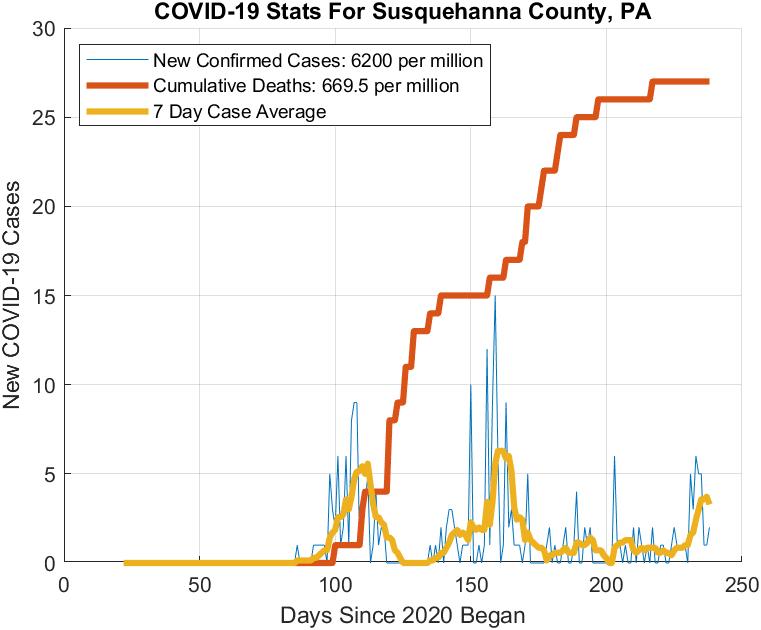 COVID-19 Stats For Susquehanna County, PA
30
25
20
15
10
5
0
New COVID-19 Cases
New Confirmed Cases: 6200 per million
Cumulative Deaths: 669.5 per million
7 Day Case Average
0
50
100
150
200
250
Days Since 2020 Began